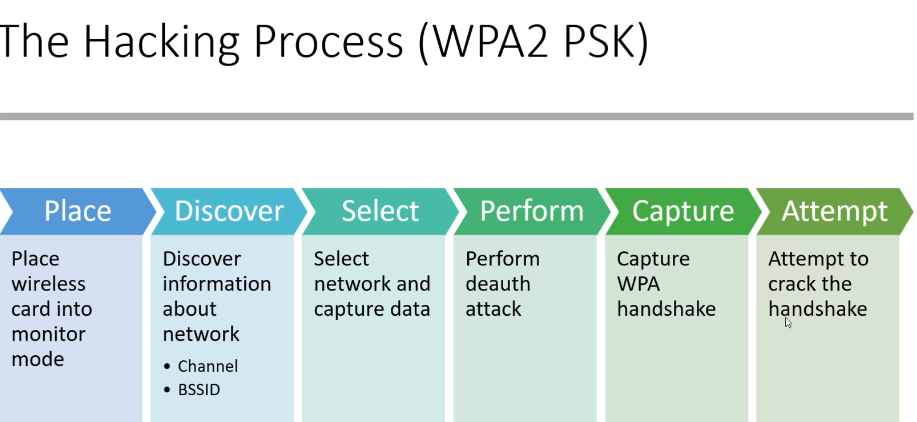 The Hacking Process (WPA2 PSK)
Place
Place
wireless
card into
monitor
mode
Discover
Discover
information
about
network
• Channel
• BSSID
Select
Select
network and
capture data
Perform
Perform
deauth
attack
Capture
Capture
WPA
handshake
Attempt
Attempt to
crack the
handshake